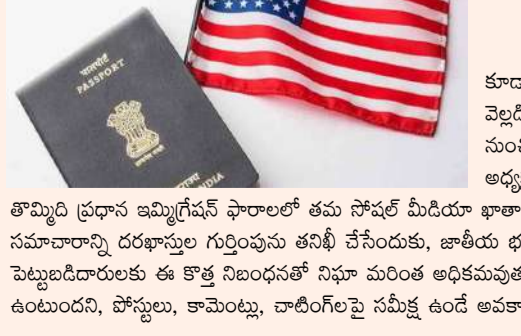 पासपोर्ट
PASSPORT
కూడ
వెల్లడి
నుంచి
అధ్య
తొమ్మిది ప్రధాన ఇమ్మిగ్రేషన్ ఫారాలలో తమ సోషల్ మీడియా ఖాతా
సమాచారాన్ని దరఖాస్తుల గుర్తింపును తనిఖీ చేసేందుకు, జాతీయ భ
పెట్టుబడిదారులకు ఈ కొత్త నిబంధనతో నిఘా మరింత అధికమవుత
ఉంటుందని, పోస్టులు, కామెంట్లు, చాటింగ్‌లపై సమీక్ష ఉండే అవకా